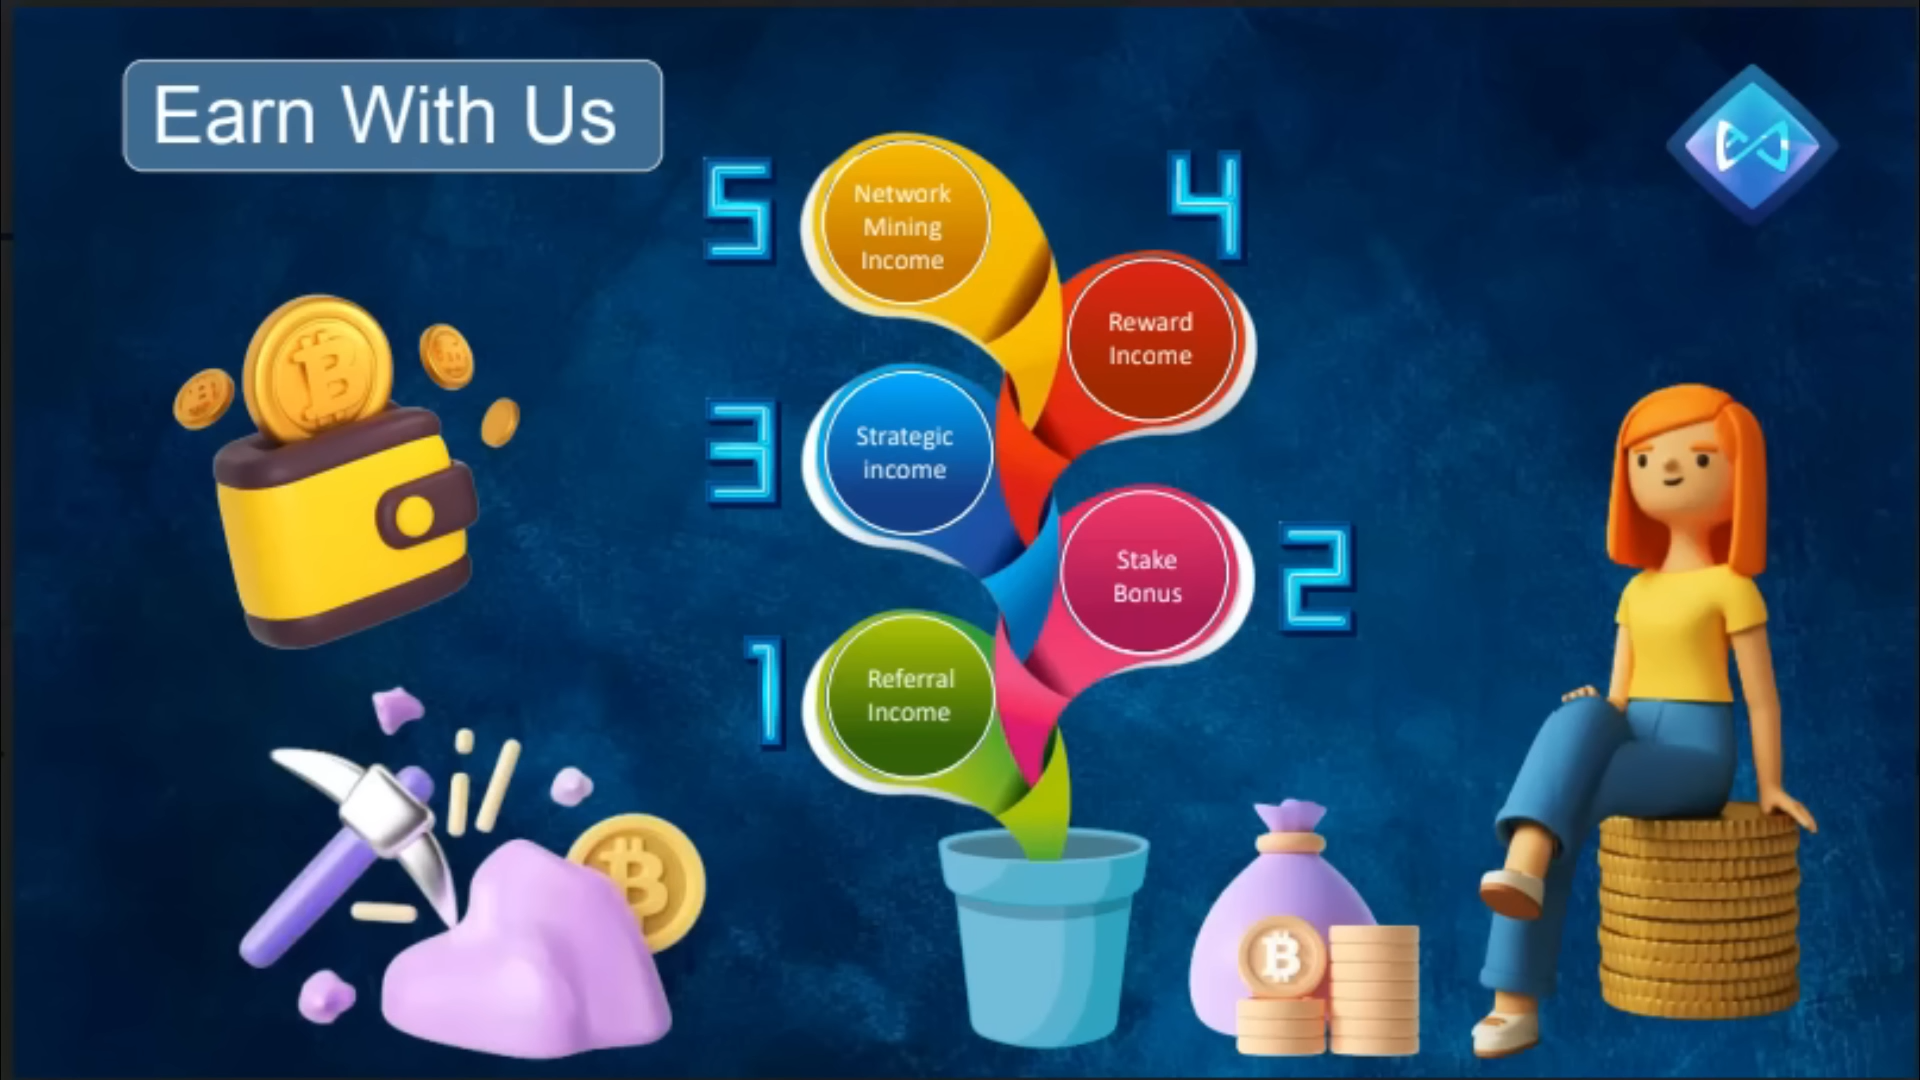 Earn With Us
5
Network
Mining
Income
4
Reward
Income
3
Strategic
income
2
Stake
Bonus
1
Referral
Income